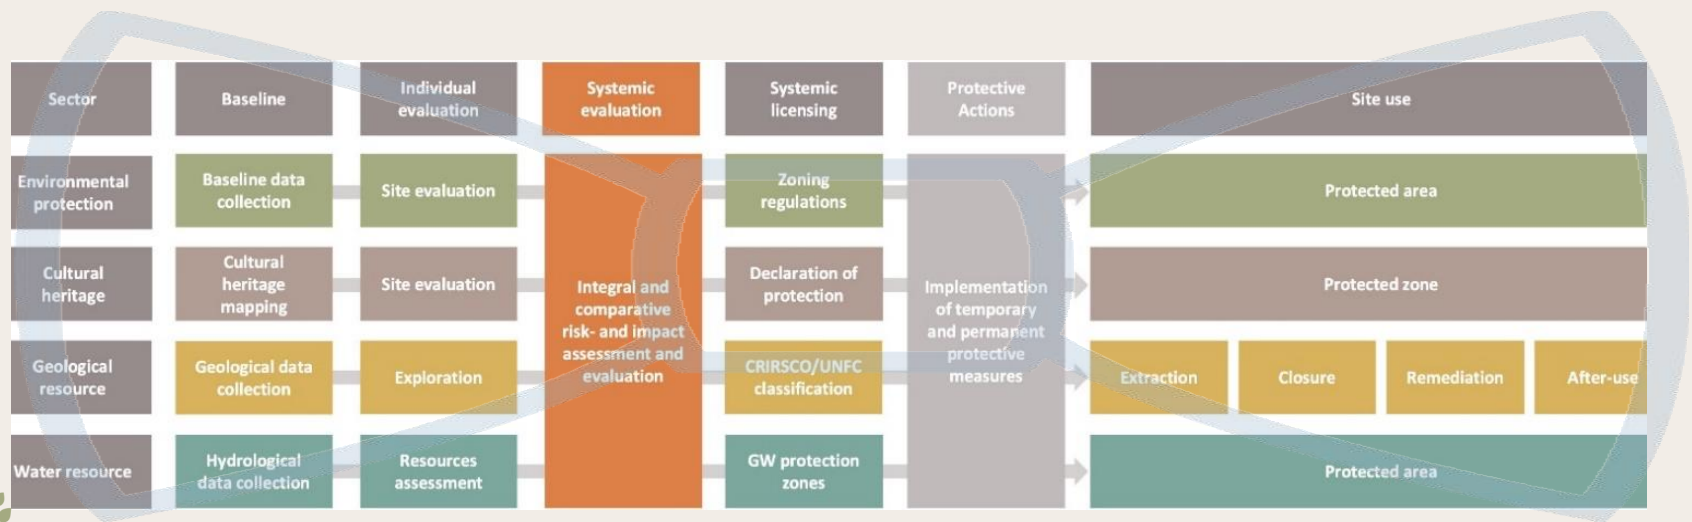 Sector
Baseline
Individual
evaluation
Systemic
evaluation
Systemic
licensing
Protective
Actions
Site use
Environmental
protection
Baseline data
collection
Site evaluation
Zoning
regulations
Protected area
Cultural
heritage
Cultural
heritage
mapping
Site evaluation
Integral and
comparative
risk- and impact
assessment and
evaluation
Declaration of
protection
Implementation
of temporary
and permanent
protective
measures
Protected zone
Geological
resource
Geological data
collection
Exploration
CRIRSCO/UNFC
classification
Extraction
Closure
Remediation
After-use
Water resource
Hydrological
data collection
Resources
assessment
GW protection
zones
Protected area